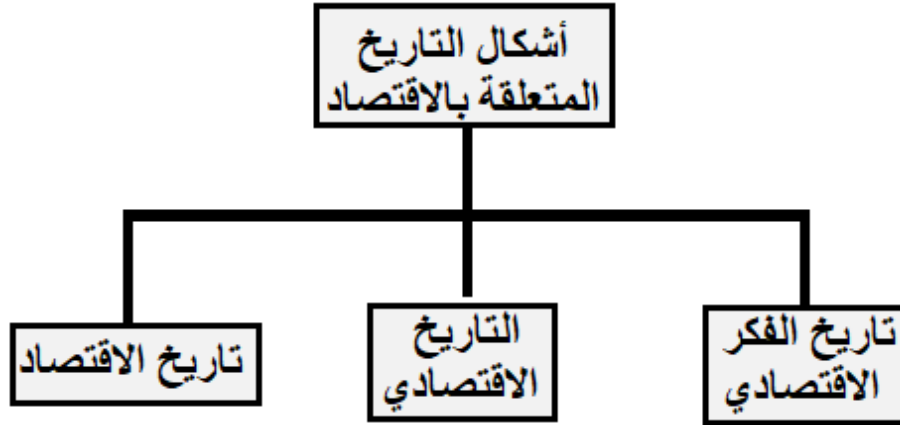 أشكال التاريخ
المتعلقة بالاقتصاد
تاريخ الفكر
الاقتصادي
التاريخ
الاقتصادي
تاريخ الاقتصاد